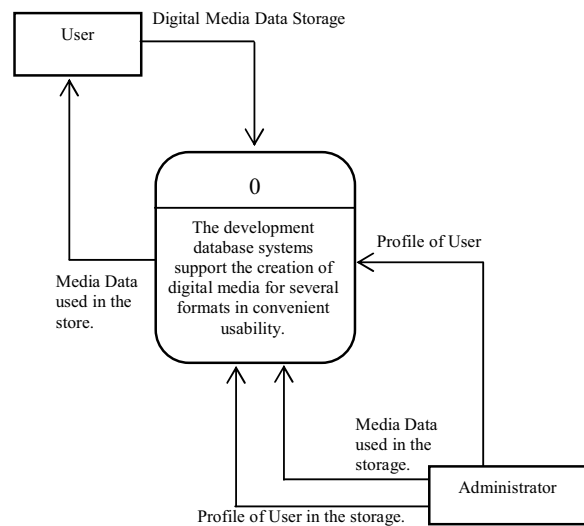 Digital Media Data Storage
User
0
The development
database systems
support the creation of
digital media for several
formats in convenient
usability.
Profile of User
Media Data
used in the
store.
Media Data
used in the
storage.
Administrator
Profile of User in the storage.